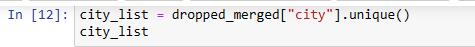 In [12]: city_list = dropped_merged["city"].unique()
city_list